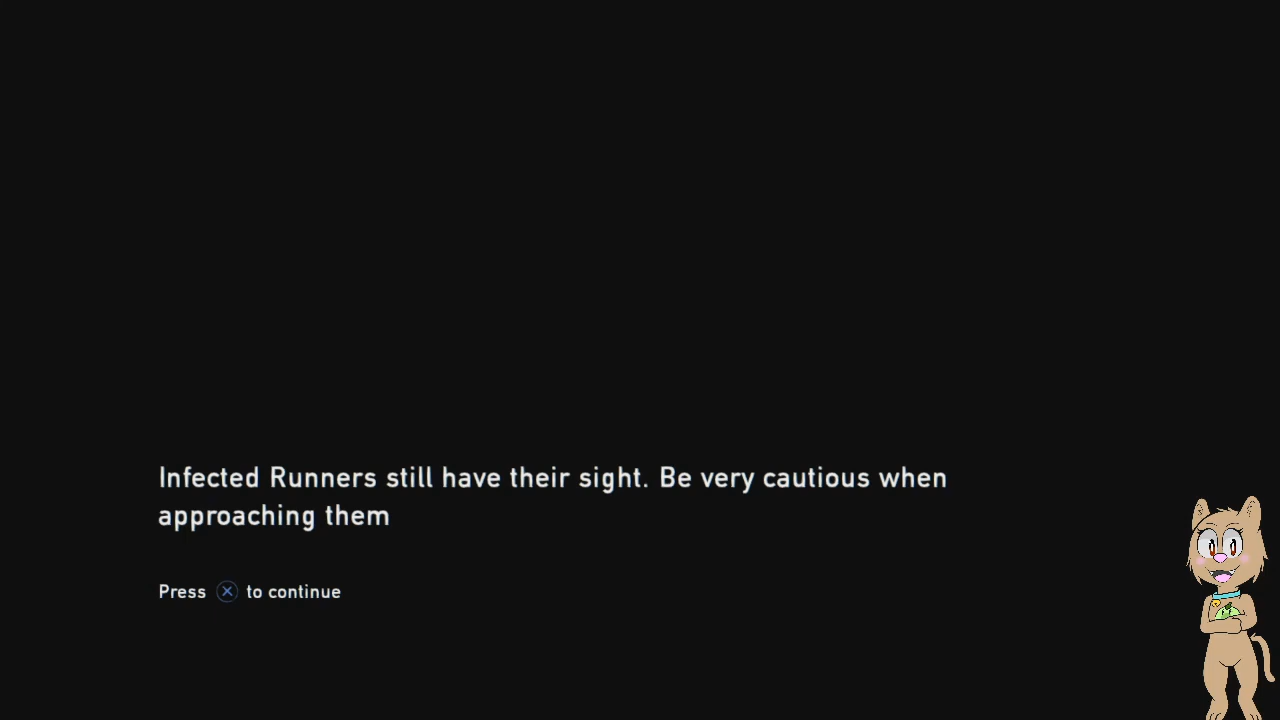 Infected Runners still have their sight. Be very cautious when
approaching them
Press ⓧ to continue